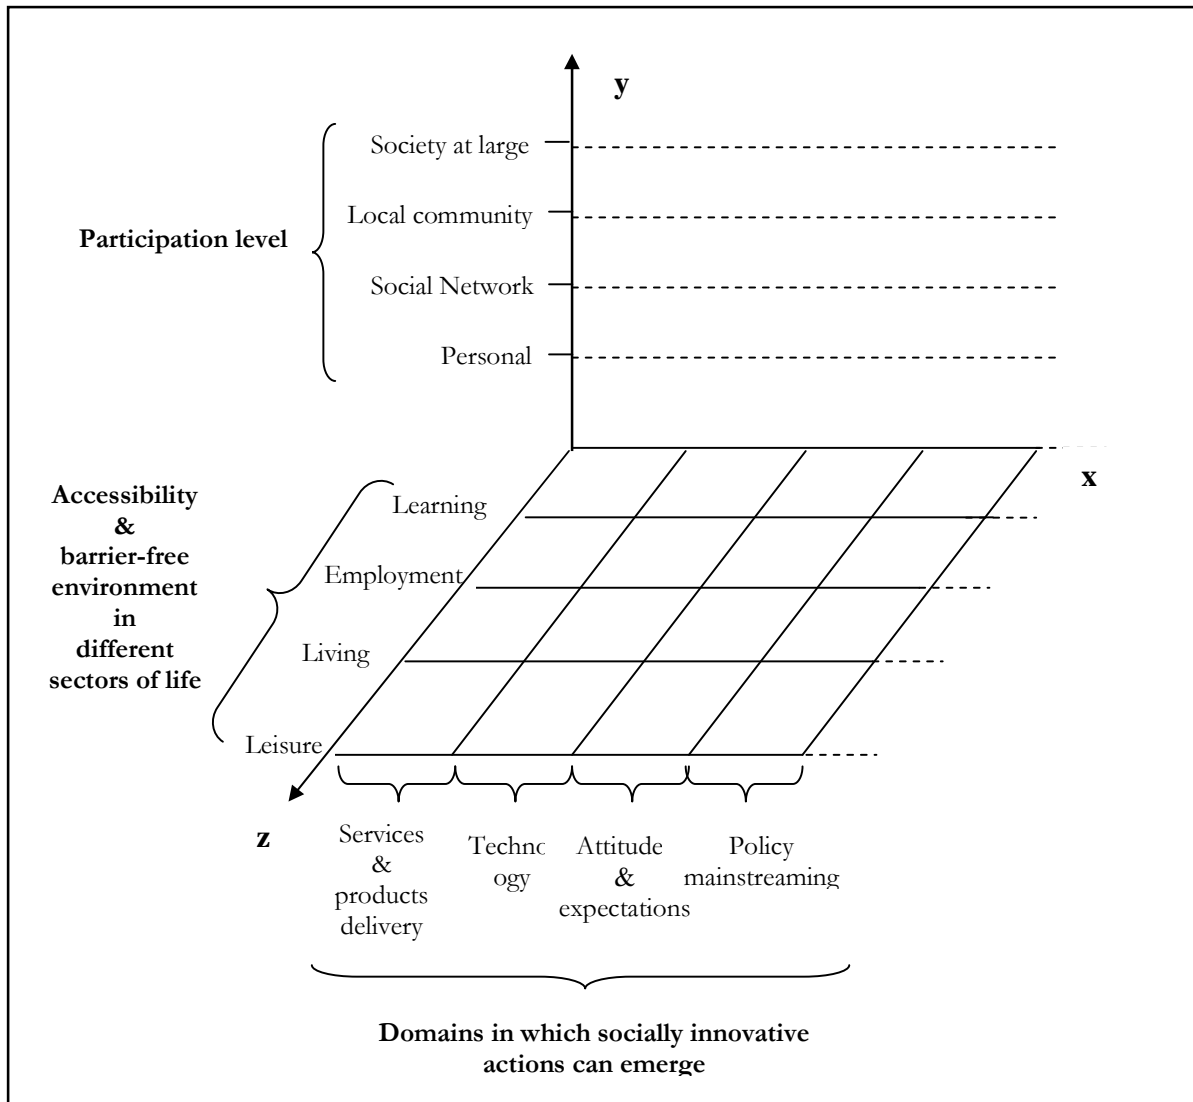 y
Society at large
Local community
Participation level
Social Network
Personal
x
Accessibility
&
barrier-free
environment
in
different
sectors of life
Learning
Employment
Living
Leisure
z
Services
&
products
delivery
Techno
ogy
Attitude
&
expectations
Policy
mainstreaming
Domains in which socially innovative
actions can emerge